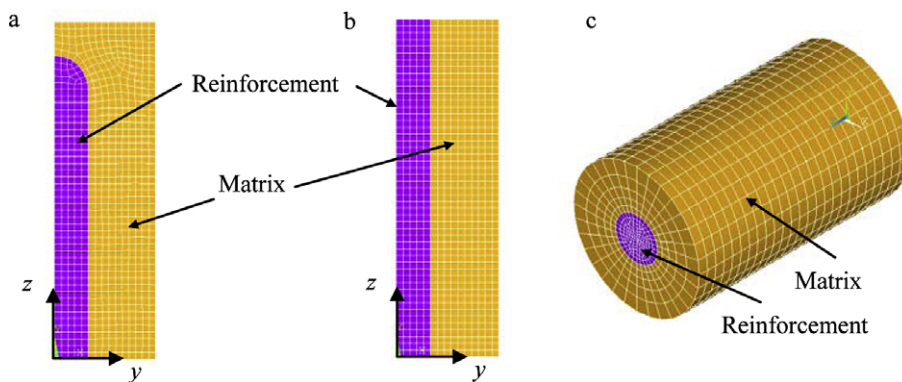 a
b
c
Reinforcement
Matrix
z
z
y
y
Matrix
Reinforcement